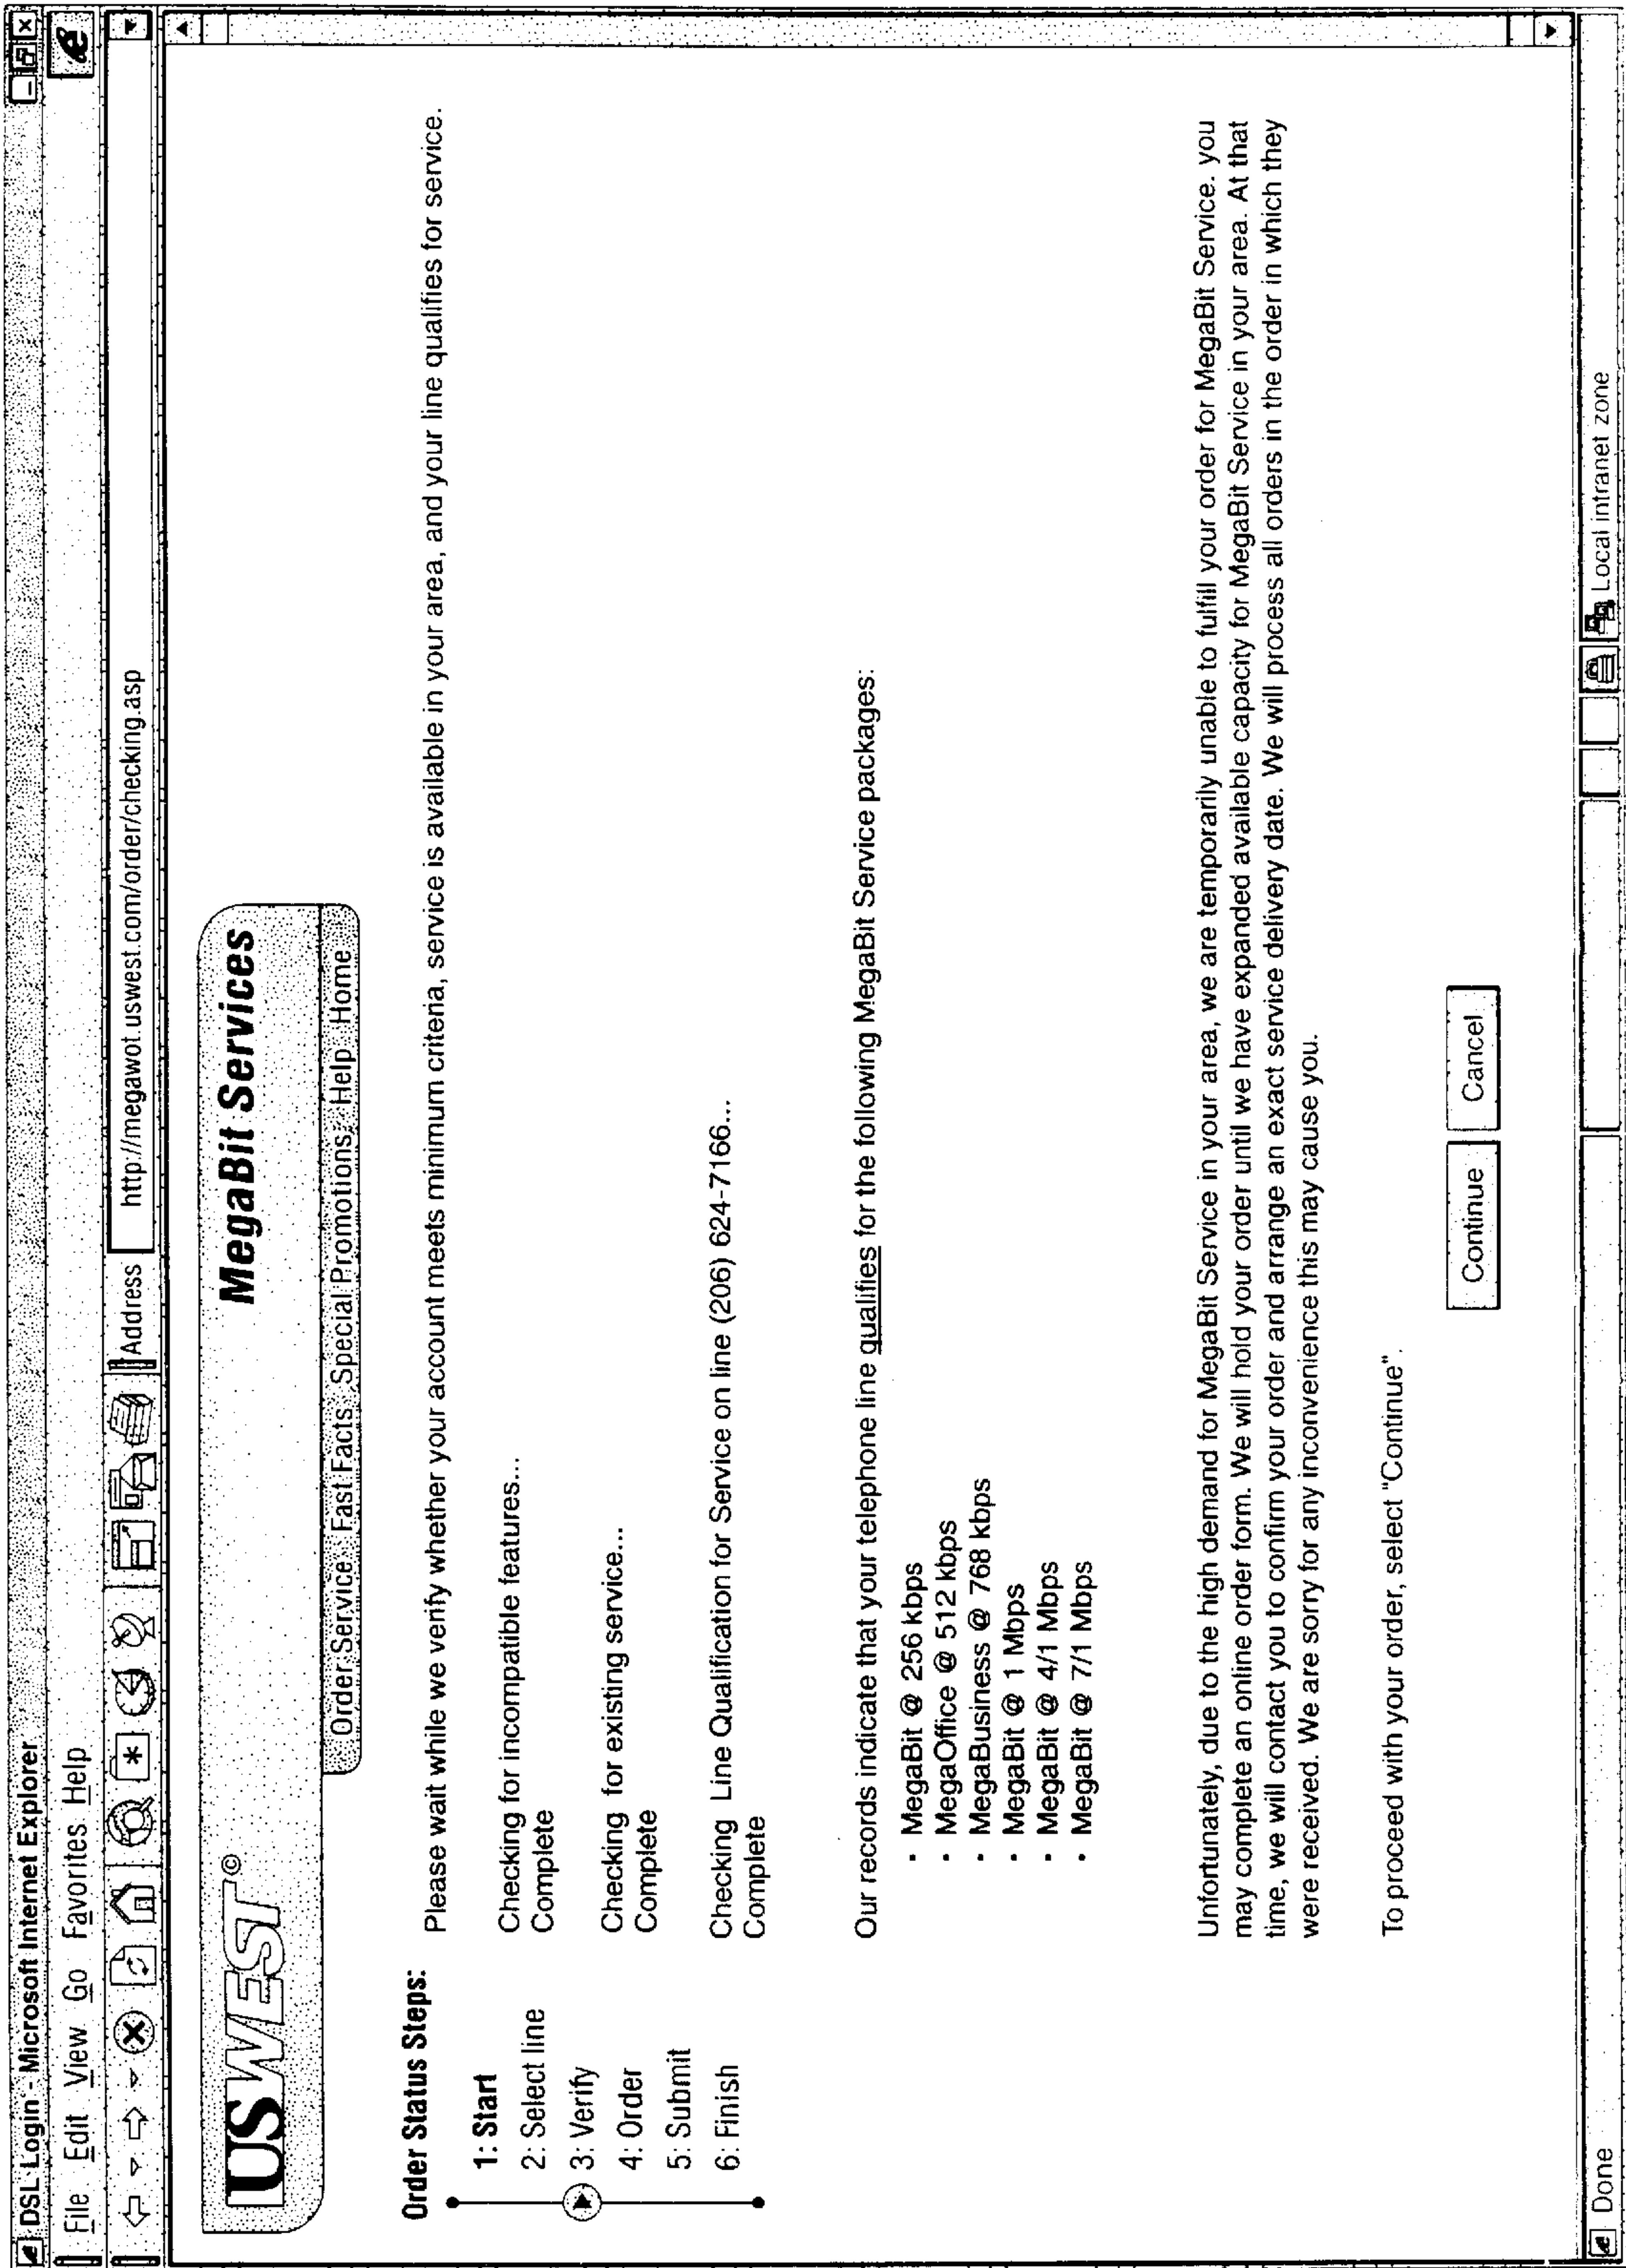 DSL Login - Microsoft Internet Explorer
File Edit View Go Favorites Help
Address http://megawot.uswest.com/order/checking.asp
USWEST©
MegaBit Services
Order Service Fast Facts Special Promotions Help Home
Order Status Steps:
1: Start
2: Select line
3: Verify
4: Order
5: Submit
6: Finish
Please wait while we verify whether your account meets minimum criteria, service is available in your area, and your line qualifies for service.
Checking for incompatible features...
Complete
Checking for existing service...
Complete
Checking Line Qualification for Service on line (206) 624-7166...
Complete
Our records indicate that your telephone line qualifies for the following MegaBit Service packages:
• MegaBit @ 256 kbps
• MegaOffice @ 512 kbps
• MegaBusiness @ 768 kbps
• MegaBit @ 1 Mbps
• MegaBit @ 4/1 Mbps
• MegaBit @ 7/1 Mbps
Unfortunately, due to the high demand for MegaBit Service in your area, we are temporarily unable to fulfill your order for MegaBit Service. you
may complete an online order form. We will hold your order until we have expanded available capacity for MegaBit Service in your area. At that
time, we will contact you to confirm your order and arrange an exact service delivery date. We will process all orders in the order in which they
were received. We are sorry for any inconvenience this may cause you.
To proceed with your order, select "Continue".
Continue Cancel
Done
Local intranet zone